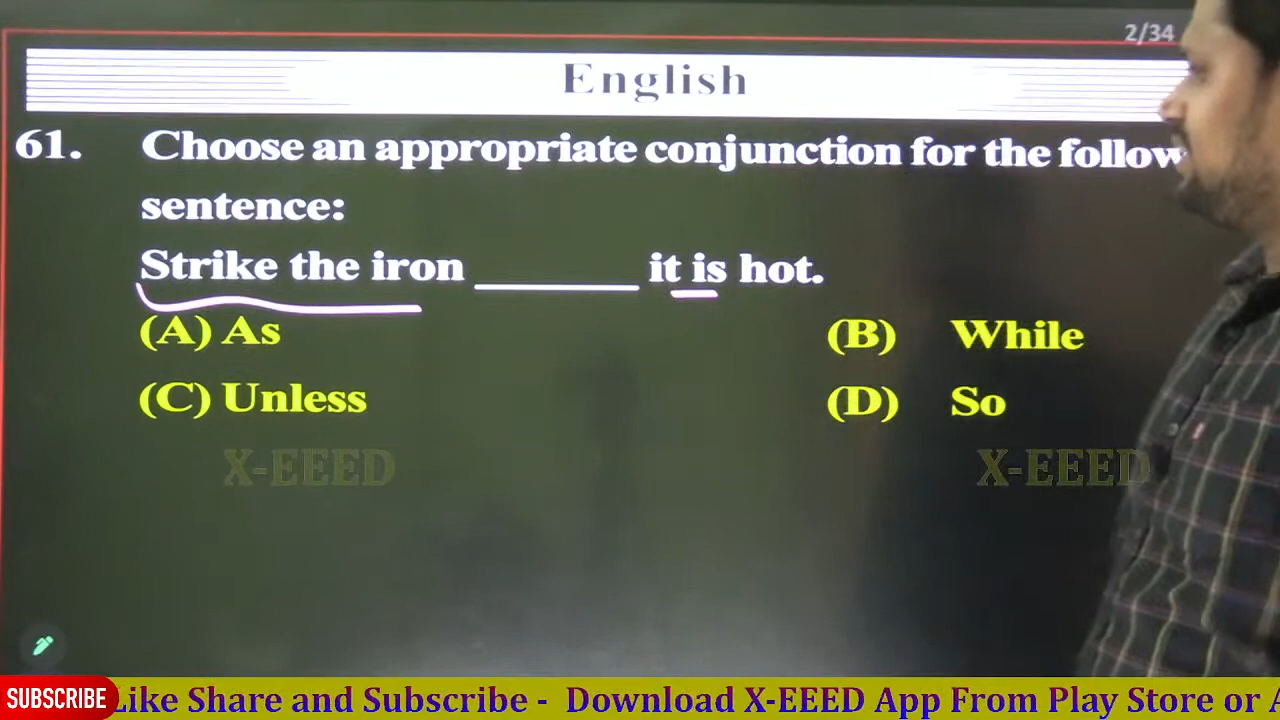 2/34
English
61. Choose an appropriate conjunction for the follow
sentence:
Strike the iron ________ it is hot.
(A) As (B) While
(C) Unless (D) So
X-EEED X-EEED
SUBSCRIBE Like Share and Subscribe - Download X-EEED App From Play Store or A